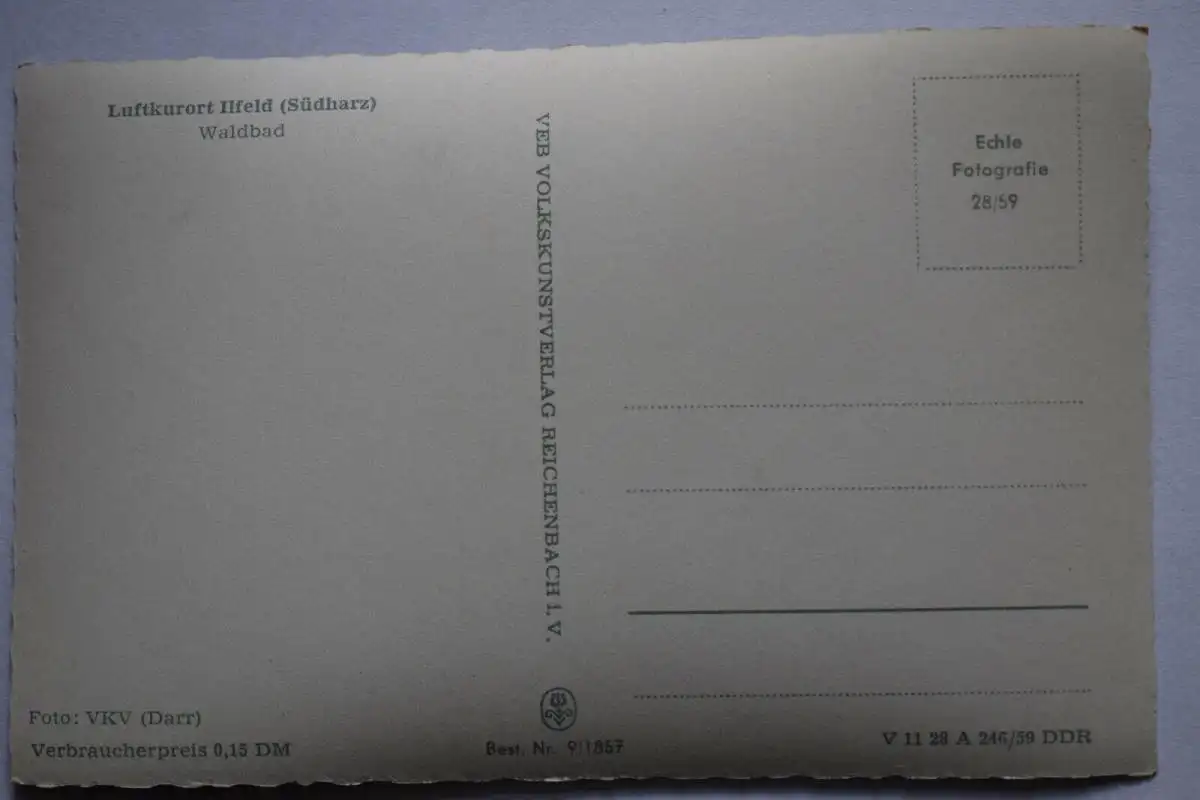 Luftkurort Ilfeld (Südharz)
Waldbad
VEB VOLKSKUNSTVERLAG REICHENBACH i. V.
Echte
Fotografie
28/59
Foto: VKV (Darr)
Verbraucherpreis 0,15 DM
Best. Nr. 9/1857
V 11 28 A 246/59 DDR